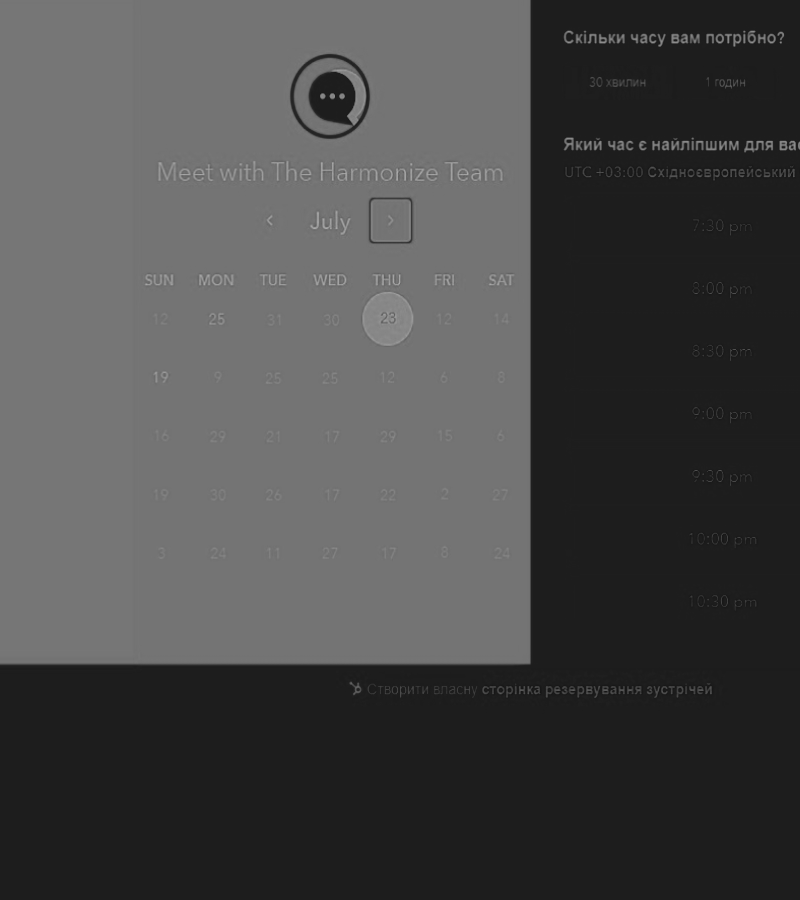 Meet with The Harmonize Team
July
SUN MON TUE WED THU FRI SAT
12 25 31 30 23 12 14
19 9 25 25 12 6 8
16 29 21 17 29 15 6
19 30 26 17 22 2 27
3 24 11 27 17 8 24
Скільки часу вам потрібно?
30 хвилин 1 годин
Який час є найліпшим для вас
UTC +03:00 Східноєвропейський
7:30 pm
8:00 pm
8:30 pm
9:00 pm
9:30 pm
10:00 pm
10:30 pm
Створити власну сторінка резервування зустрічей